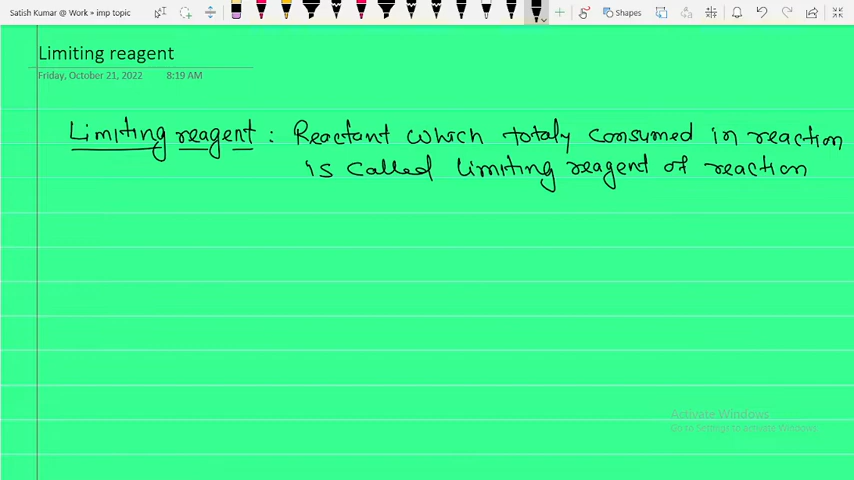 Satish Kumar @ Work » imp topic
Shapes
Limiting reagent
Friday, October 21, 2022 8:19 AM
Limiting reagent : Reactant which totaly consumed in reaction
is called limiting reagent of reaction
Activate Windows
Go to Settings to activate Windows.